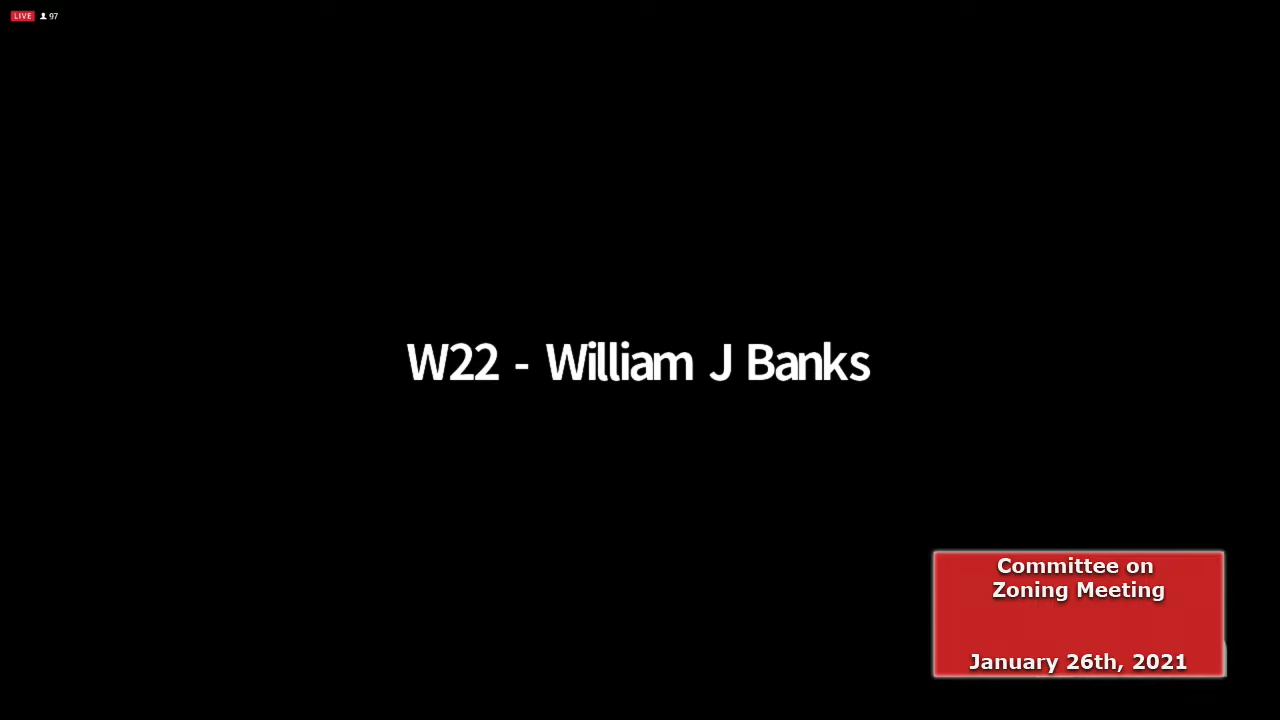 LIVE 97
W22 - William J Banks
Committee on
Zoning Meeting
January 26th, 2021